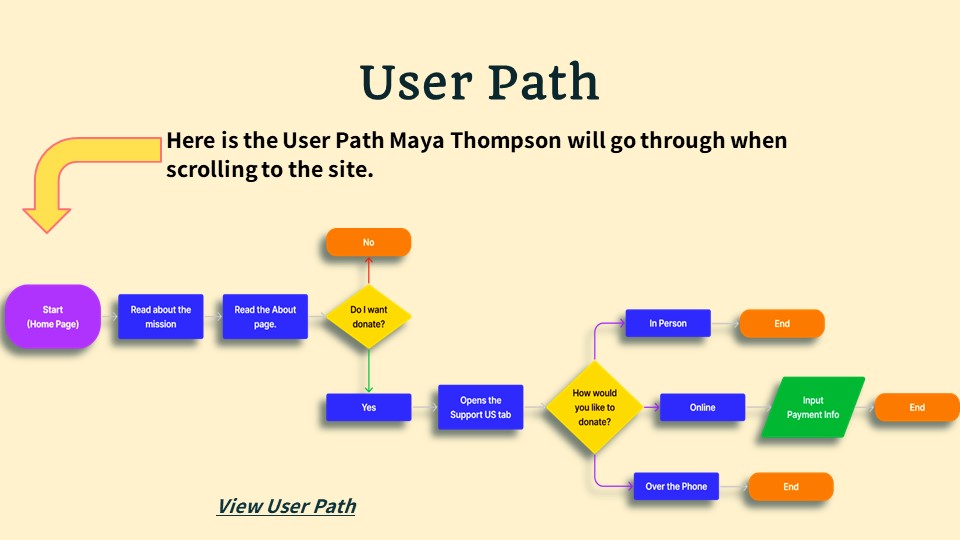 User Path
Here is the User Path Maya Thompson will go through when
scrolling to the site.
No
Start
(Home Page)
Read about the
mission
Read the About
page.
Do I want
donate?
In Person
End
Yes
Opens the
Support US tab
How would
you like to
donate?
Online
Input
Payment Info
End
Over the Phone
End
View User Path